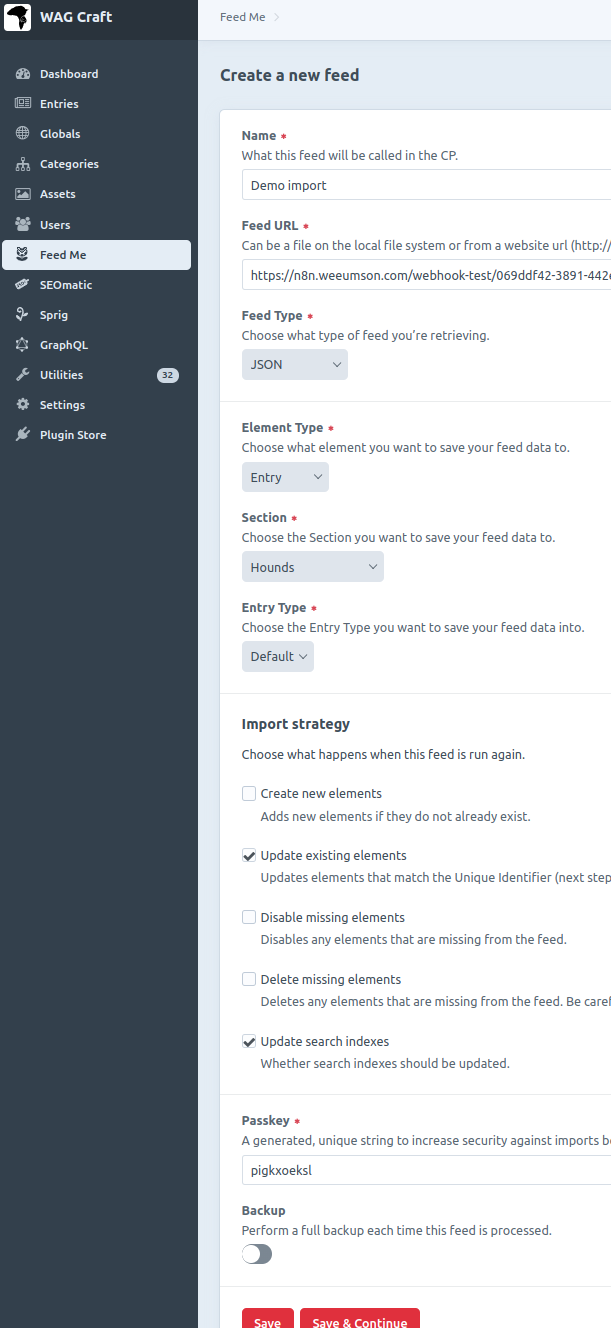 WAG Craft
Dashboard
Entries
Globals
Categories
Assets
Users
Feed Me
SEOmatic
Sprig
GraphQL
Utilities 32
Settings
Plugin Store
Feed Me
Create a new feed
Name *
What this feed will be called in the CP.
Demo import
Feed URL *
Can be a file on the local file system or from a website url (http://
https://n8n.weeumson.com/webhook-test/069ddf42-3891-442
Feed Type *
Choose what type of feed you’re retrieving.
JSON
Element Type *
Choose what element you want to save your feed data to.
Entry
Section *
Choose the Section you want to save your feed data to.
Hounds
Entry Type *
Choose the Entry Type you want to save your feed data into.
Default
Import strategy
Choose what happens when this feed is run again.
Create new elements
Adds new elements if they do not already exist.
Update existing elements
Updates elements that match the Unique Identifier (next step
Disable missing elements
Disables any elements that are missing from the feed.
Delete missing elements
Deletes any elements that are missing from the feed. Be caref
Update search indexes
Whether search indexes should be updated.
Passkey *
A generated, unique string to increase security against imports b
pigkxoeksl
Backup
Perform a full backup each time this feed is processed.
Save
Save & Continue